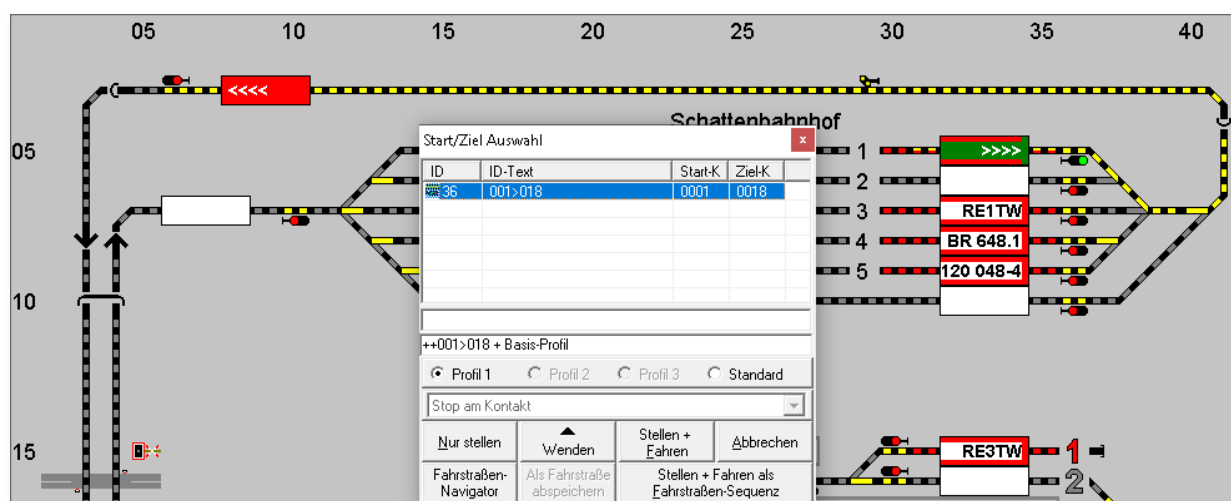 05 10 15 20 25 30 35 40
<<<<
Schattenbahnhof
Start/Ziel Auswahl x
05
1 >>>>
ID ID-Text Start-K Ziel-K
36 001>018 0001 0018
2
3 RE1TW
4 BR 648.1
5 120 048-4
10
++001>018 + Basis-Profil
Profil 1 Profil 2 Profil 3 Standard
Stop am Kontakt
Nur stellen Wenden Stellen + Fahren Abbrechen
15
RE3TW 1
Fahrstraßen-Navigator Als Fahrstraße abspeichern Stellen + Fahren als Fahrstraßen-Sequenz
2